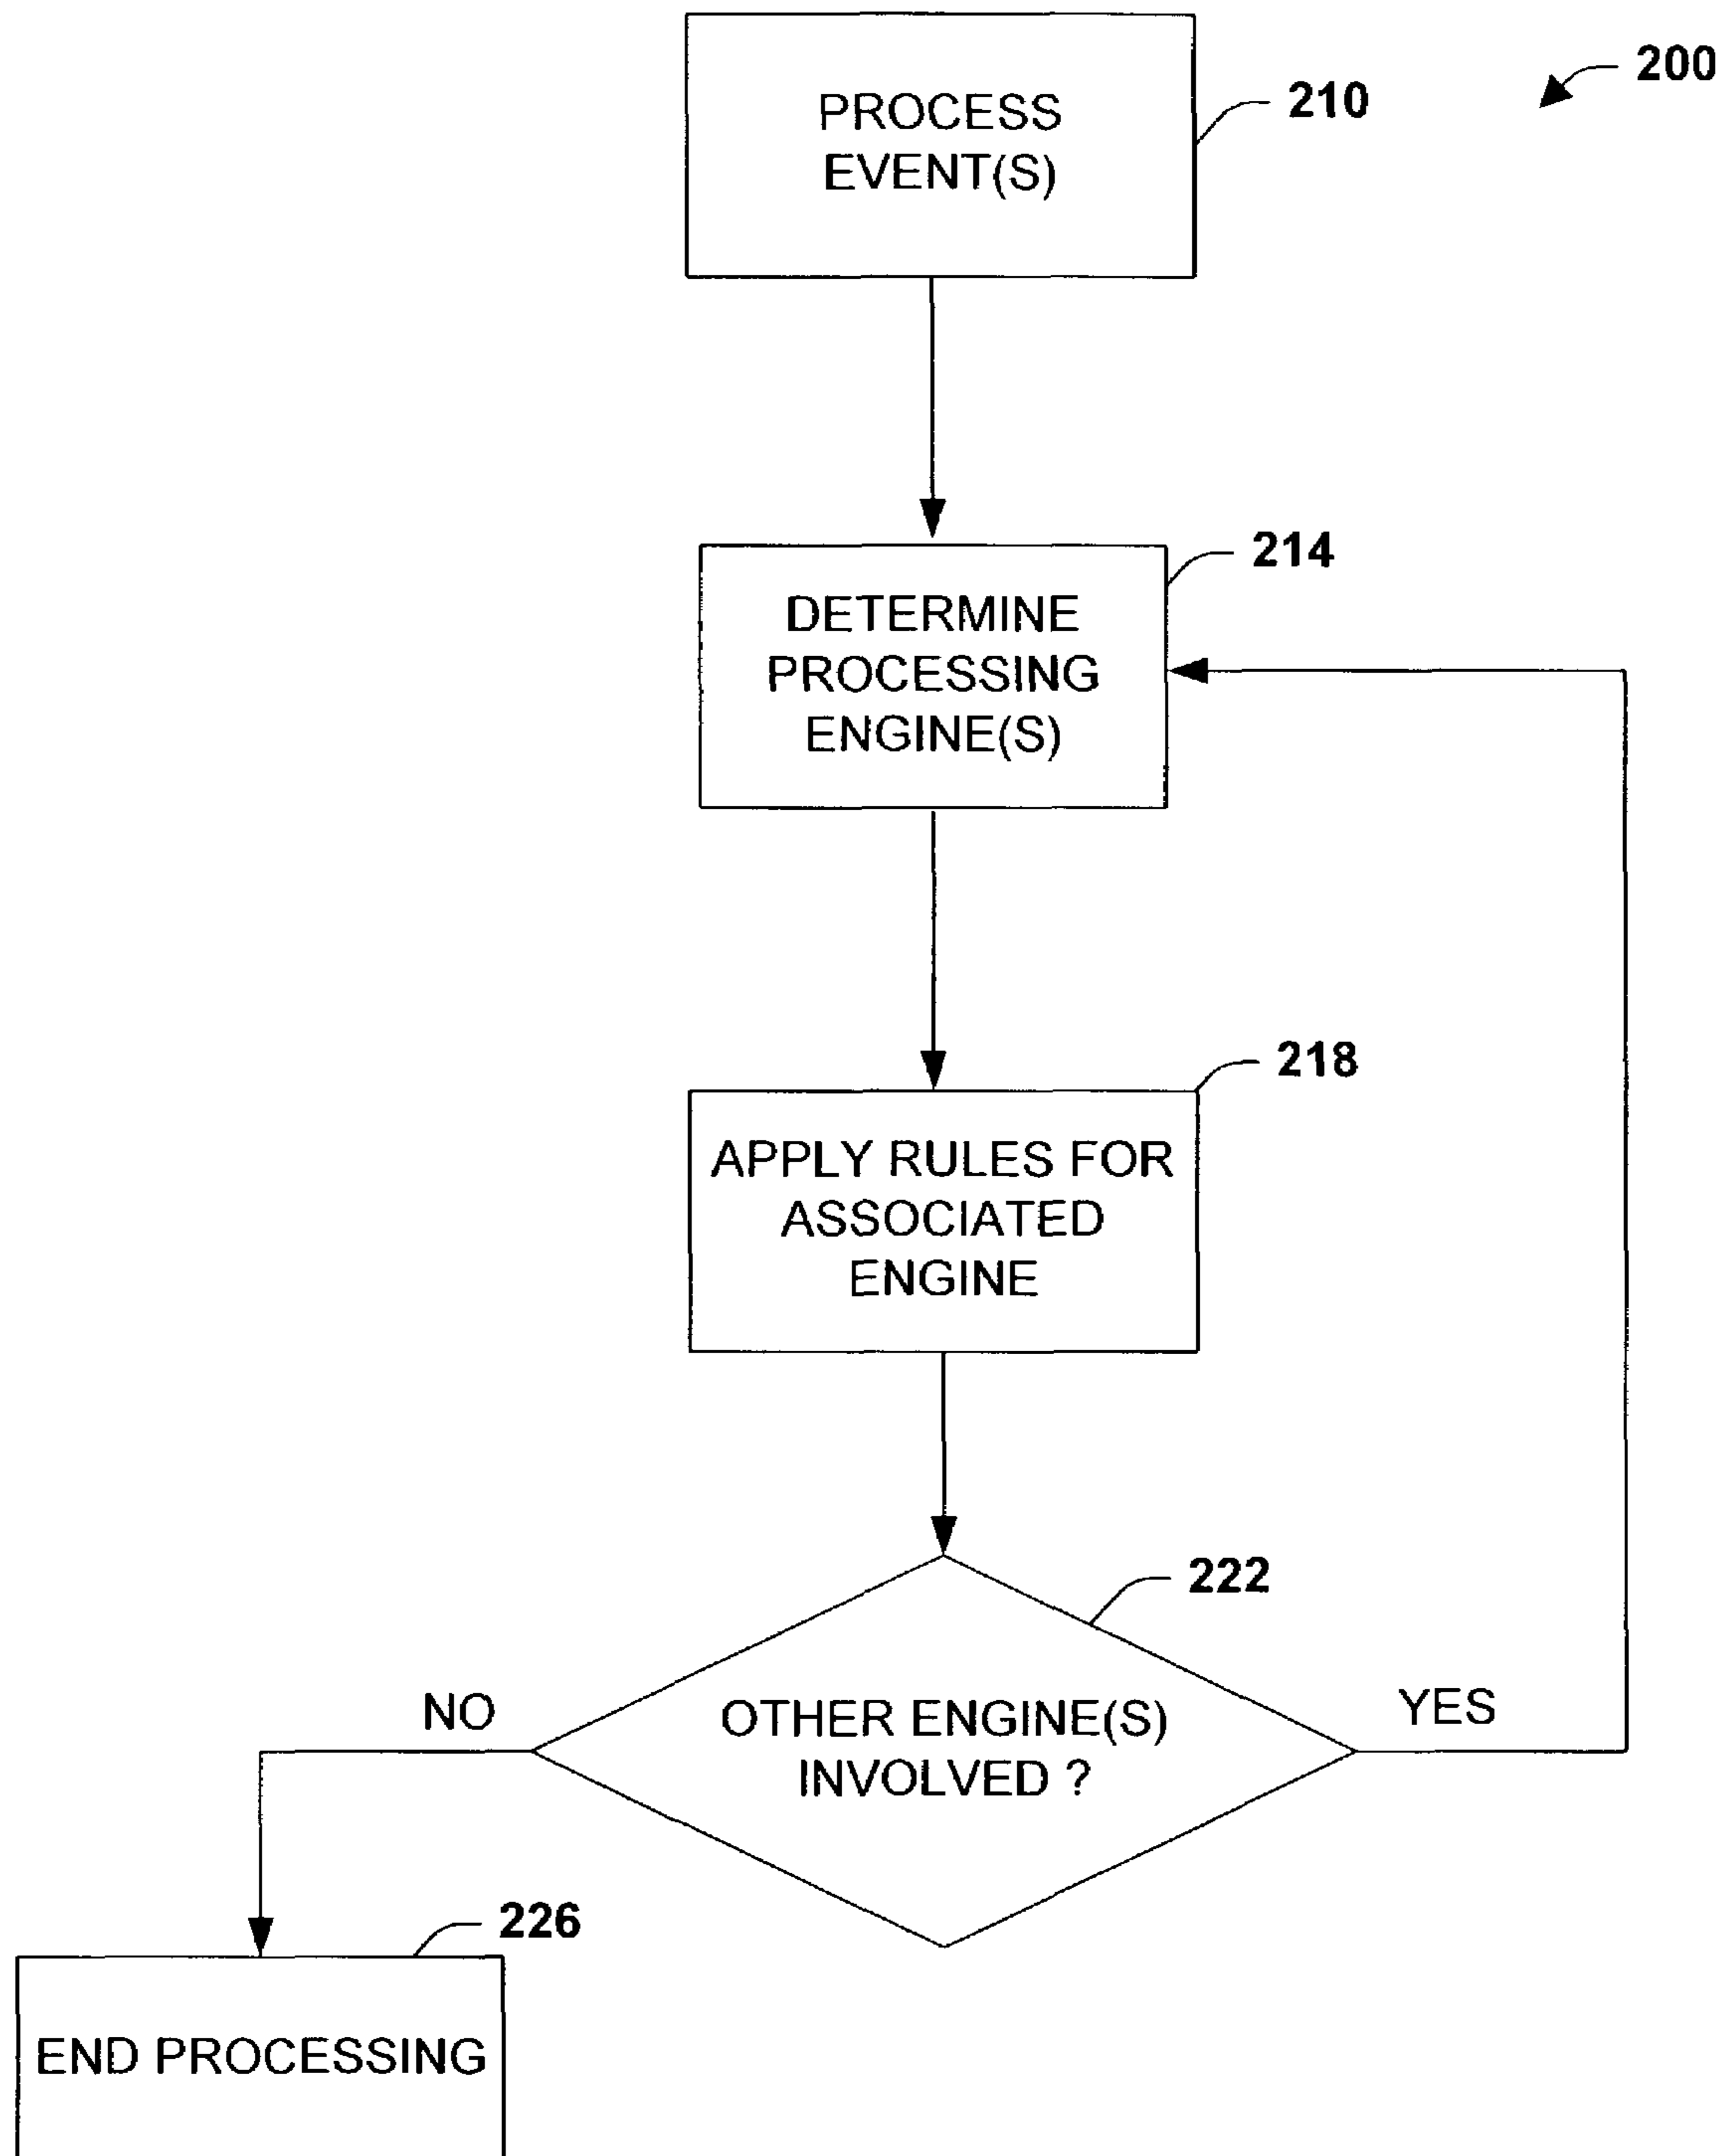 200
PROCESS
EVENT(S)
210
214
DETERMINE
PROCESSING
ENGINE(S)
218
APPLY RULES FOR
ASSOCIATED
ENGINE
222
NO
OTHER ENGINE(S)
INVOLVED ?
YES
226
END PROCESSING